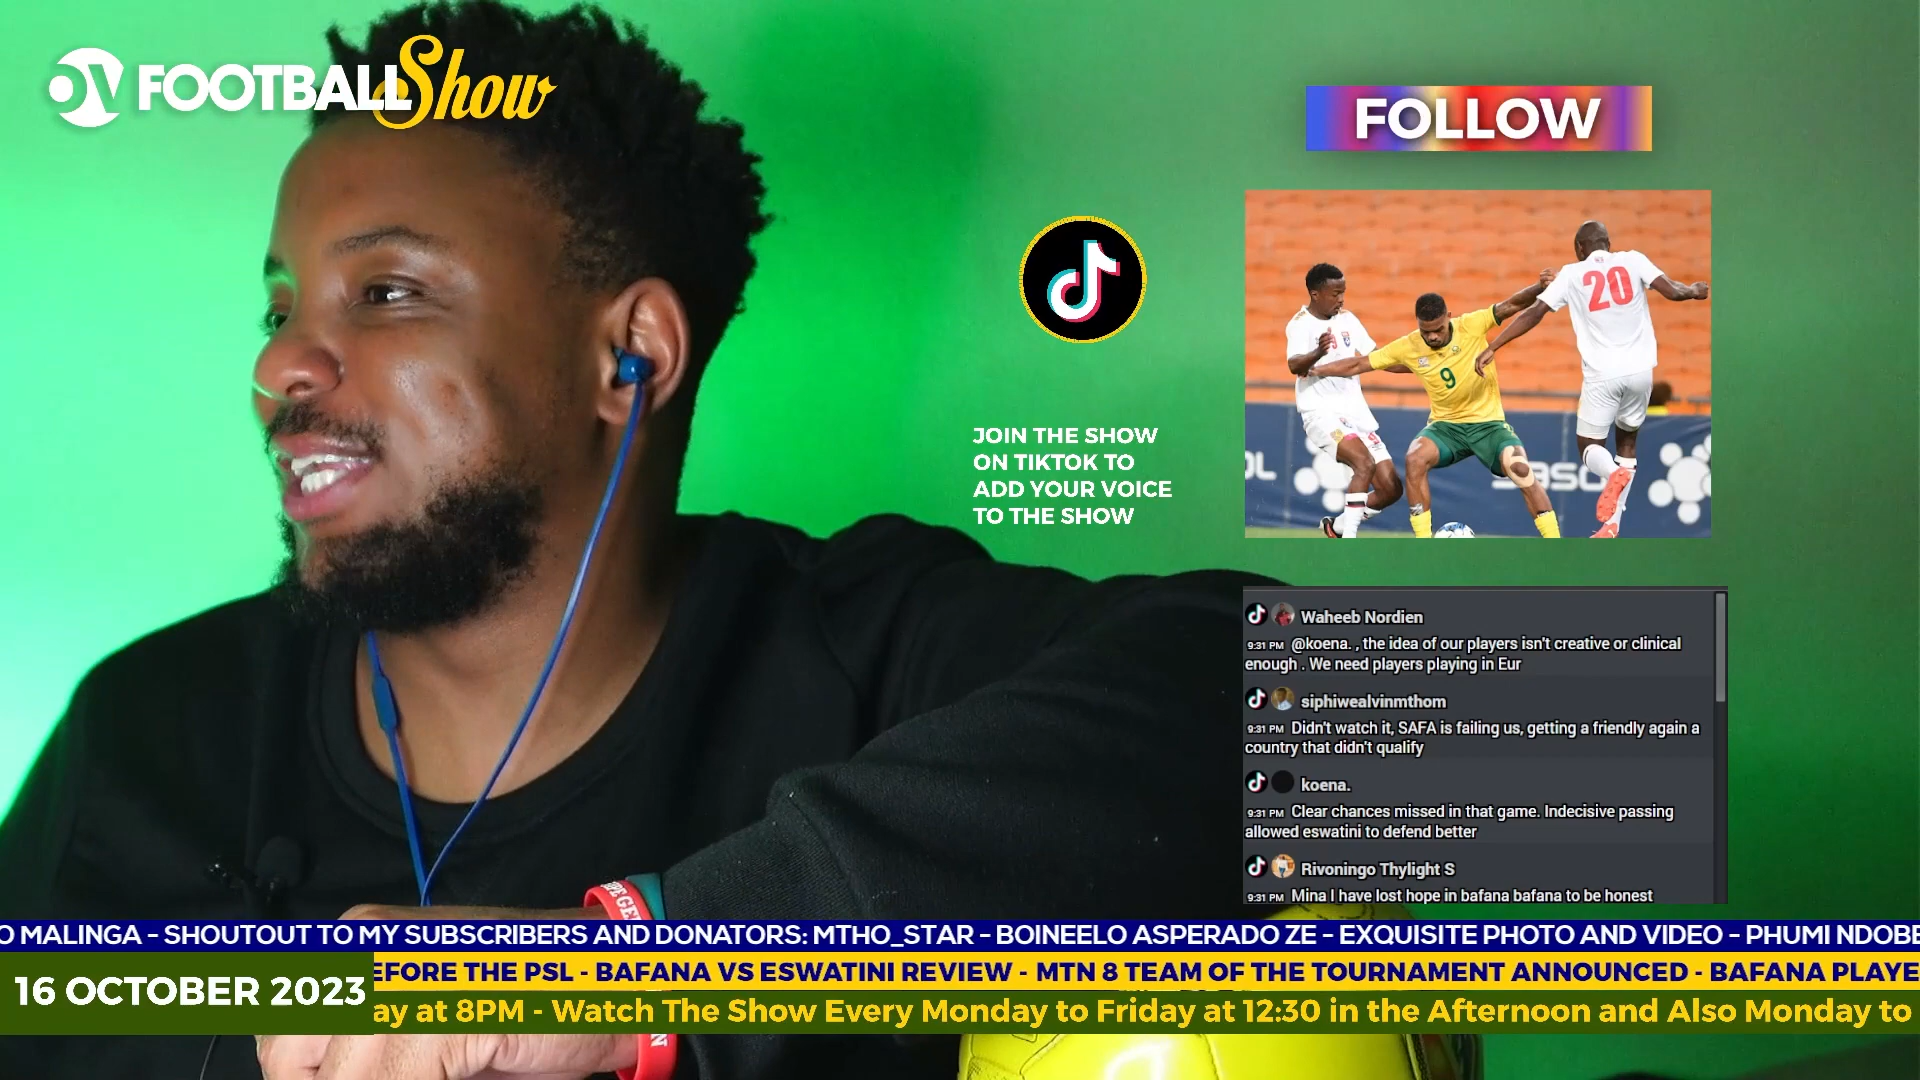 FOOTBALL Show
FOLLOW
20
9
SASOL
JOIN THE SHOW
ON TIKTOK TO
ADD YOUR VOICE
TO THE SHOW
Waheeb Nordien
9:31 PM @koena. , the idea of our players isn't creative or clinical
enough . We need players playing in Eur
siphiwealvinmthom
9:31 PM Didn't watch it, SAFA is failing us, getting a friendly again a
country that didn't qualify
koena.
9:31 PM Clear chances missed in that game. Indecisive passing
allowed eswatini to defend better
Rivoningo Thylight S
9:31 PM Mina I have lost hope in bafana bafana to be honest
O MALINGA - SHOUTOUT TO MY SUBSCRIBERS AND DONATORS: MTHO_STAR - BOINEELO ASPERADO ZE - EXQUISITE PHOTO AND VIDEO - PHUMI NDOBE
EFORE THE PSL - BAFANA VS ESWATINI REVIEW - MTN 8 TEAM OF THE TOURNAMENT ANNOUNCED - BAFANA PLAYE
16 OCTOBER 2023
ay at 8PM - Watch The Show Every Monday to Friday at 12:30 in the Afternoon and Also Monday to